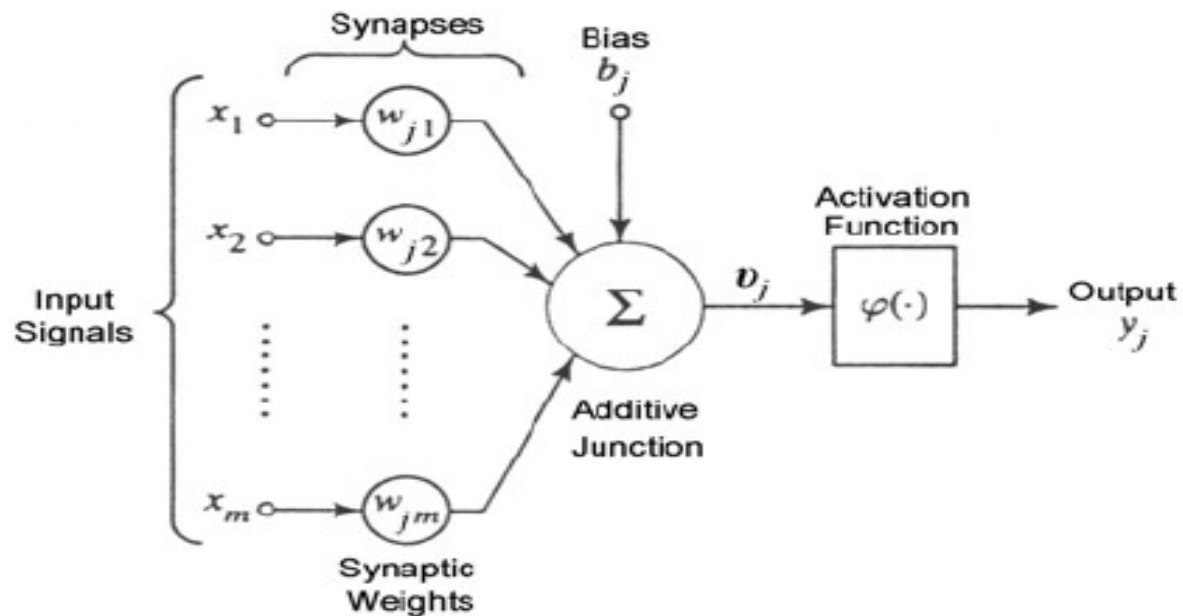 Synapses
Bias
b_j
x_1
w_j1
x_2
w_j2
Input
Signals
Σ
v_j
Activation
Function
φ(·)
Output
y_j
Additive
Junction
x_m
w_jm
Synaptic
Weights